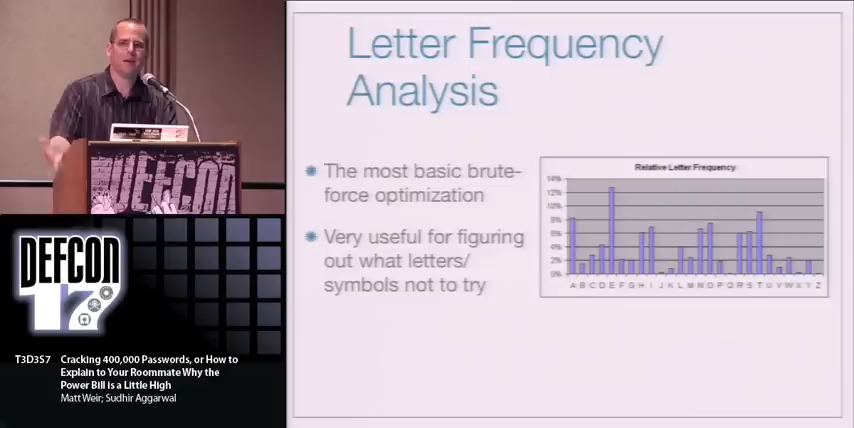 Letter Frequency
Analysis
The most basic brute-
force optimization
Very useful for figuring
out what letters/
symbols not to try
Relative Letter Frequency
14%
12%
10%
8%
6%
4%
2%
0%
A B C D E F G H I J K L M N O P Q R S T U V W X Y Z
DEFCON
DEFCON
17
T3D3S7 Cracking 400,000 Passwords, or How to
Explain to Your Roommate Why the
Power Bill is a Little High
Matt Weir; Sudhir Aggarwal